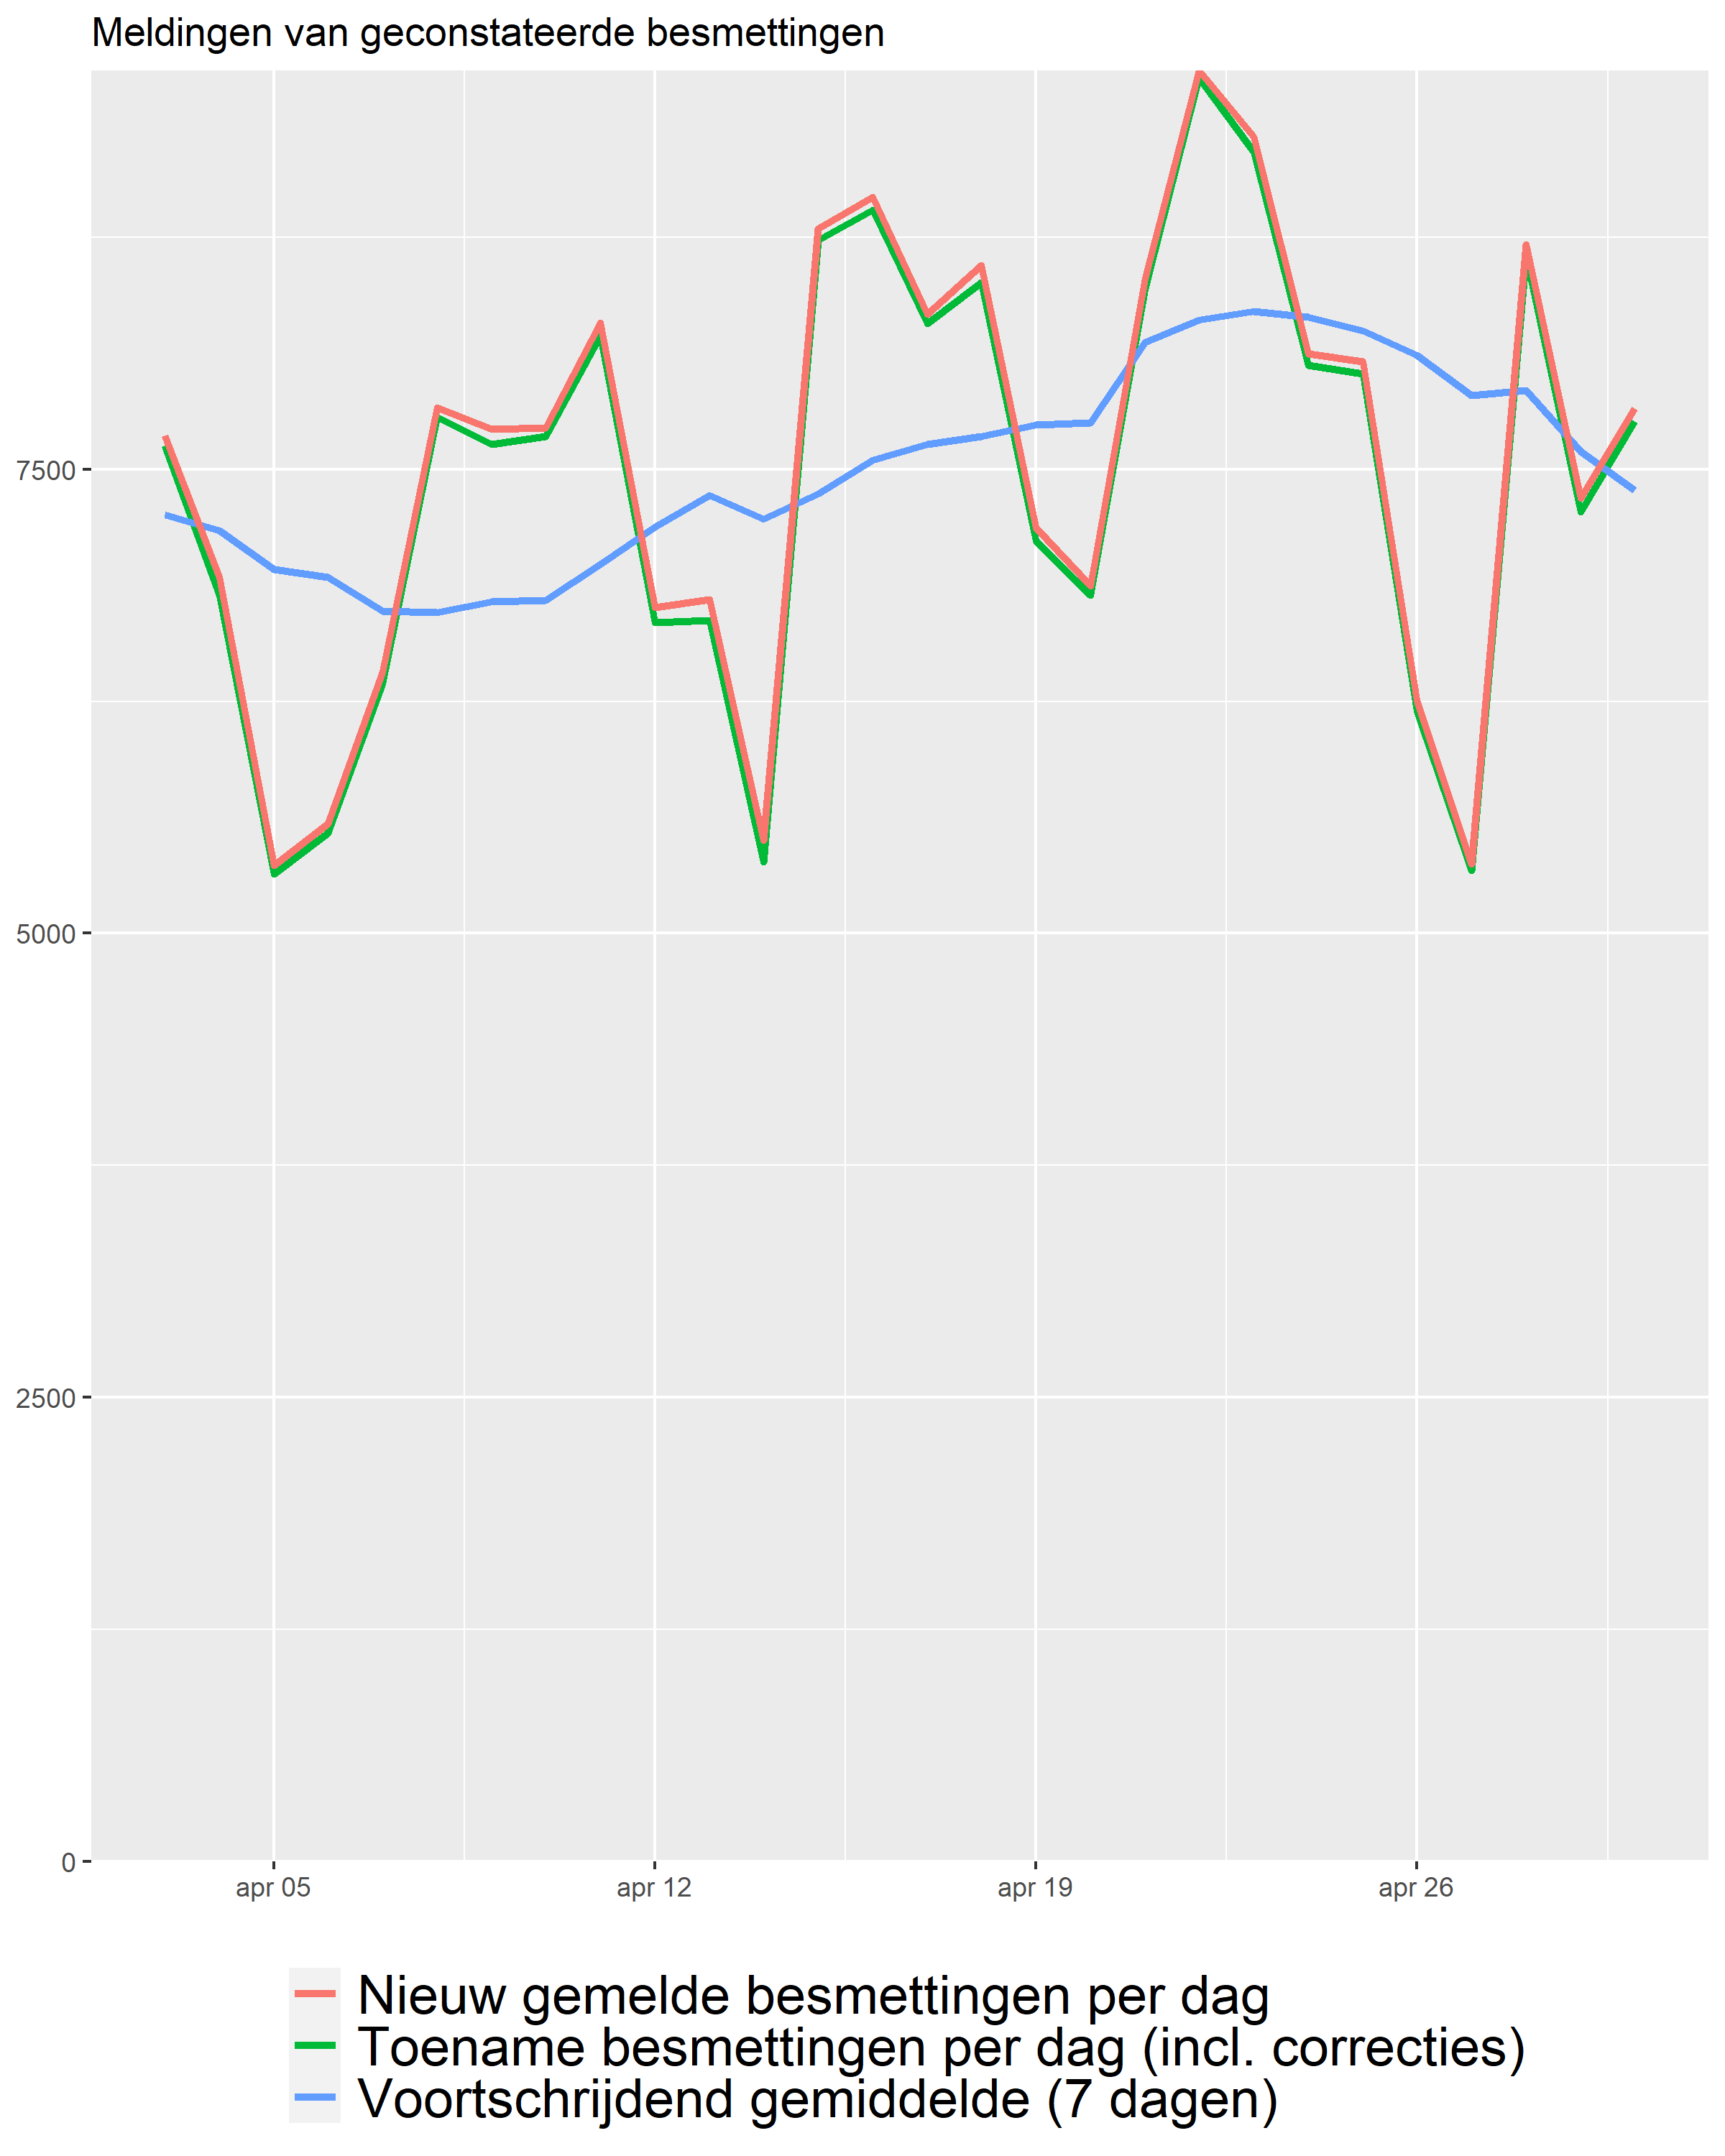 Meldingen van geconstateerde besmettingen
7500
5000
2500
0
apr 05
apr 12
apr 19
apr 26
Nieuw gemelde besmettingen per dag
Toename besmettingen per dag (incl. correcties)
Voortschrijdend gemiddelde (7 dagen)